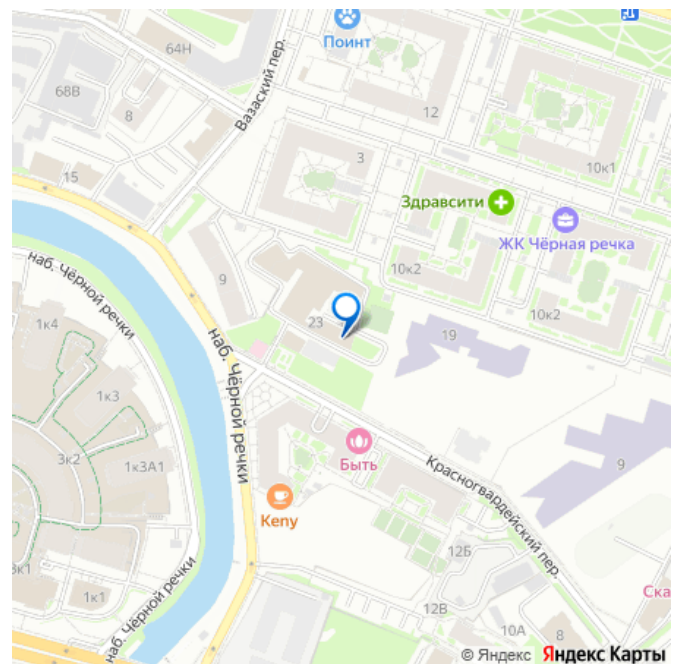 Поинт
64Н
Вазаский пер.
68В
8
12
3
10к1
15
Здравсити
ЖК Чёрная речка
наб. Чёрной речки
9
10к2
10к2
1к4
23
19
наб. Чёрной речки
1к3
3к2
1к3А1
Быть
Красногвардейский пер.
9
Keny
12Б
3к1
1к1
наб. Чёрной речки
12В
10А
8
Ска
© Яндекс Яндекс Карты